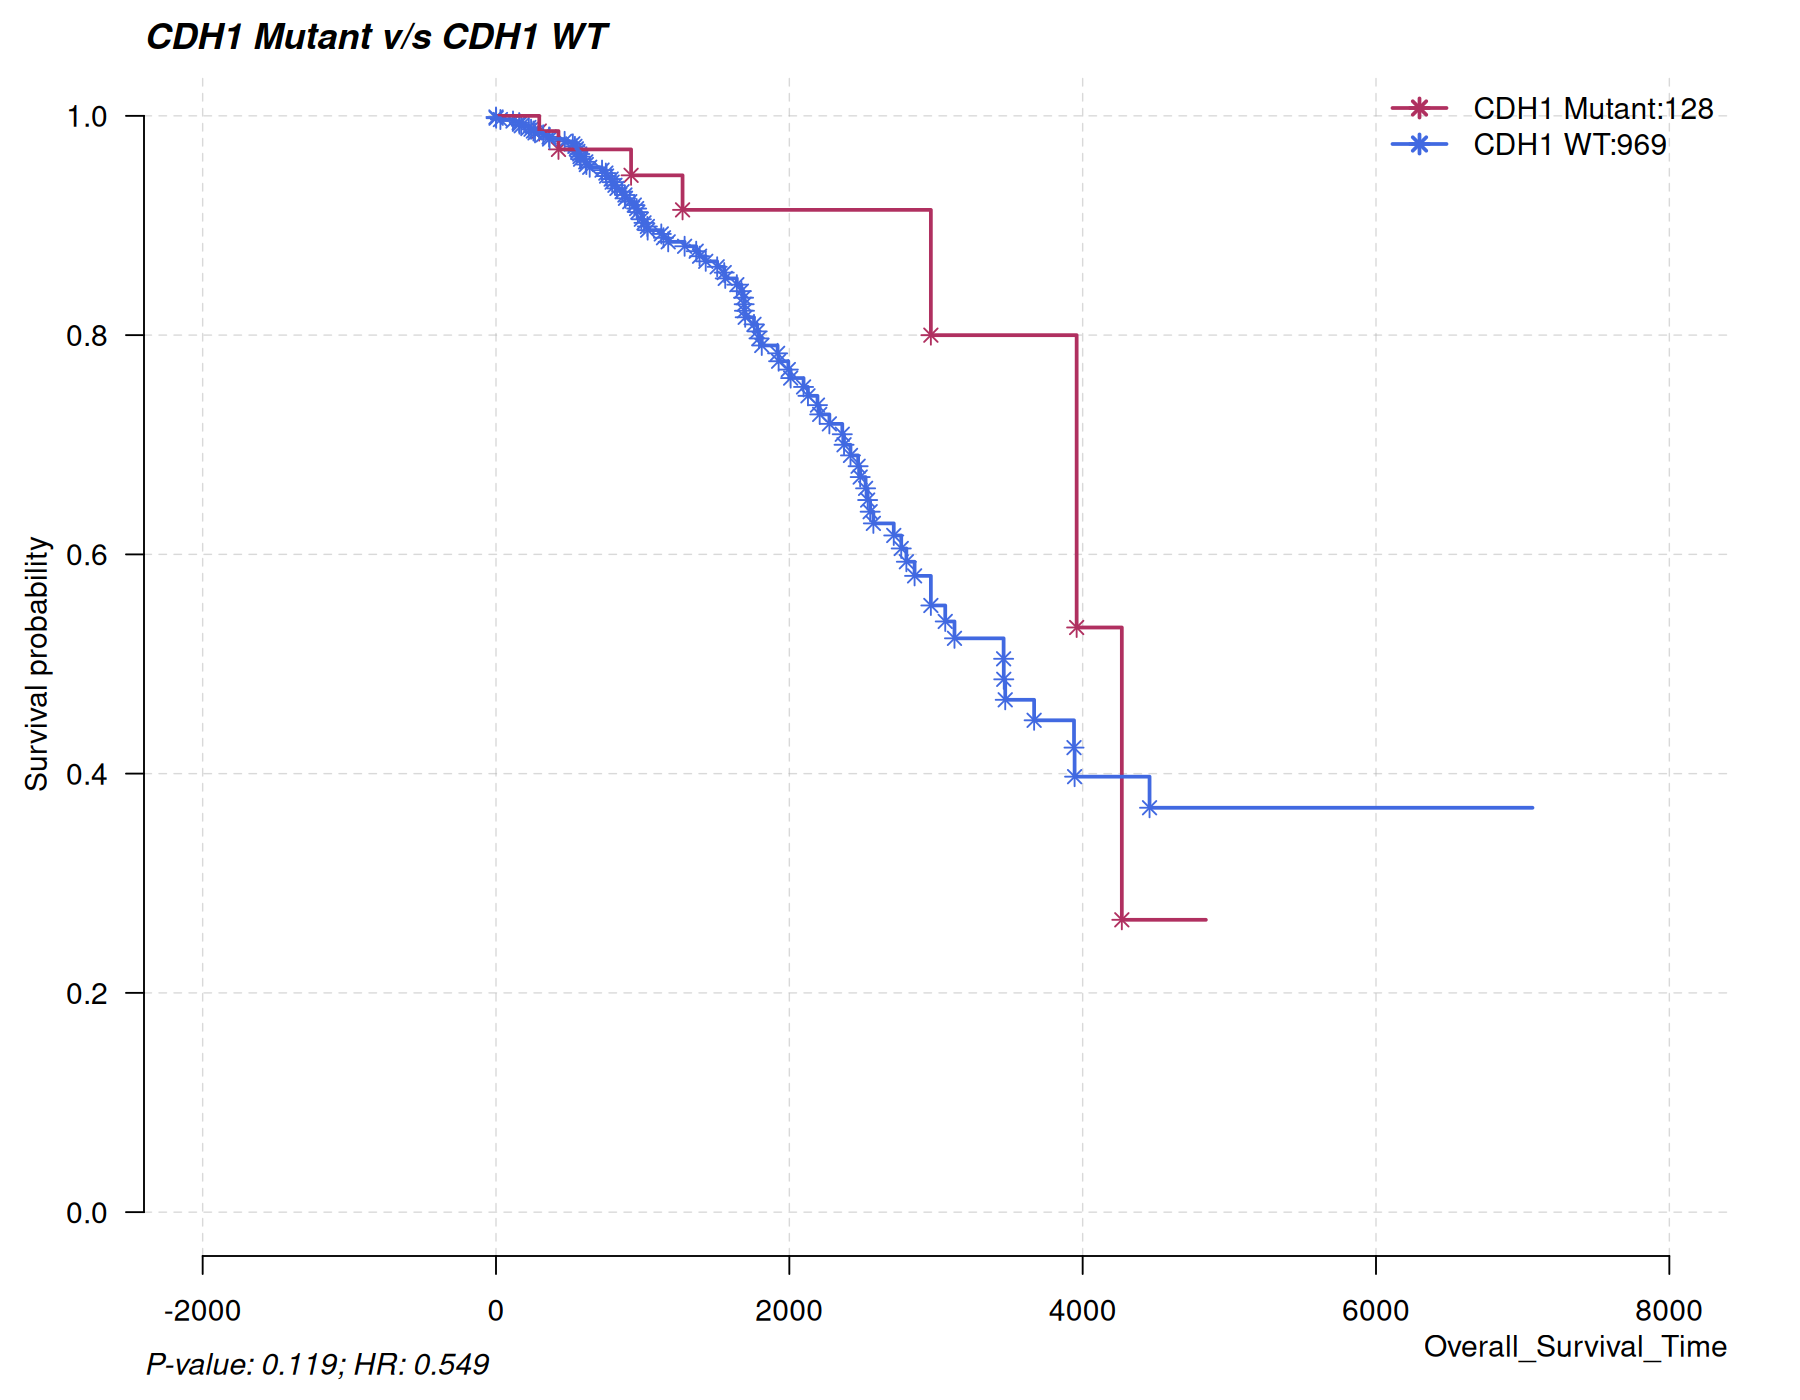 CDH1 Mutant v/s CDH1 WT
CDH1 Mutant:128
CDH1 WT:969
Survival probability
1.0
0.8
0.6
0.4
0.2
0.0
-2000 0 2000 4000 6000 8000
Overall_Survival_Time
P-value: 0.119; HR: 0.549